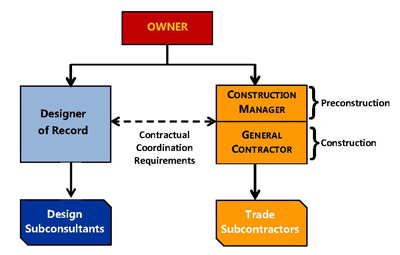 OWNER
Designer
of Record
CONSTRUCTION
MANAGER
Preconstruction
GENERAL
CONTRACTOR
Construction
Contractual
Coordination
Requirements
Design
Subconsultants
Trade
Subcontractors